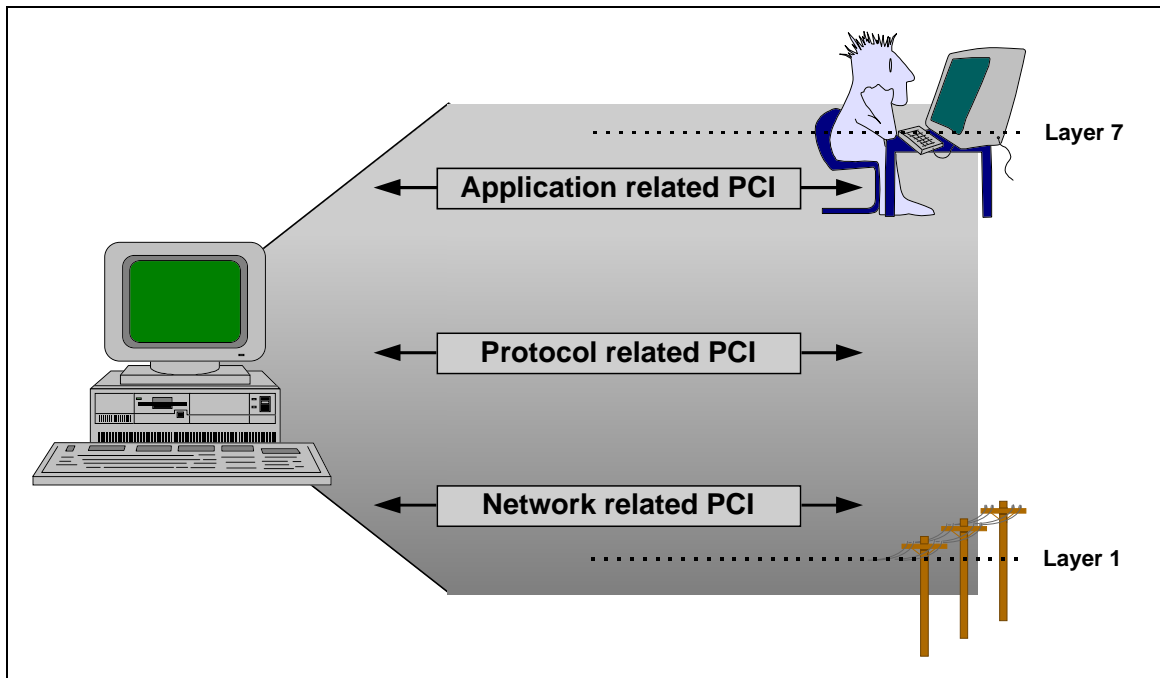 Layer 7
Application related PCI
Protocol related PCI
Network related PCI
Layer 1